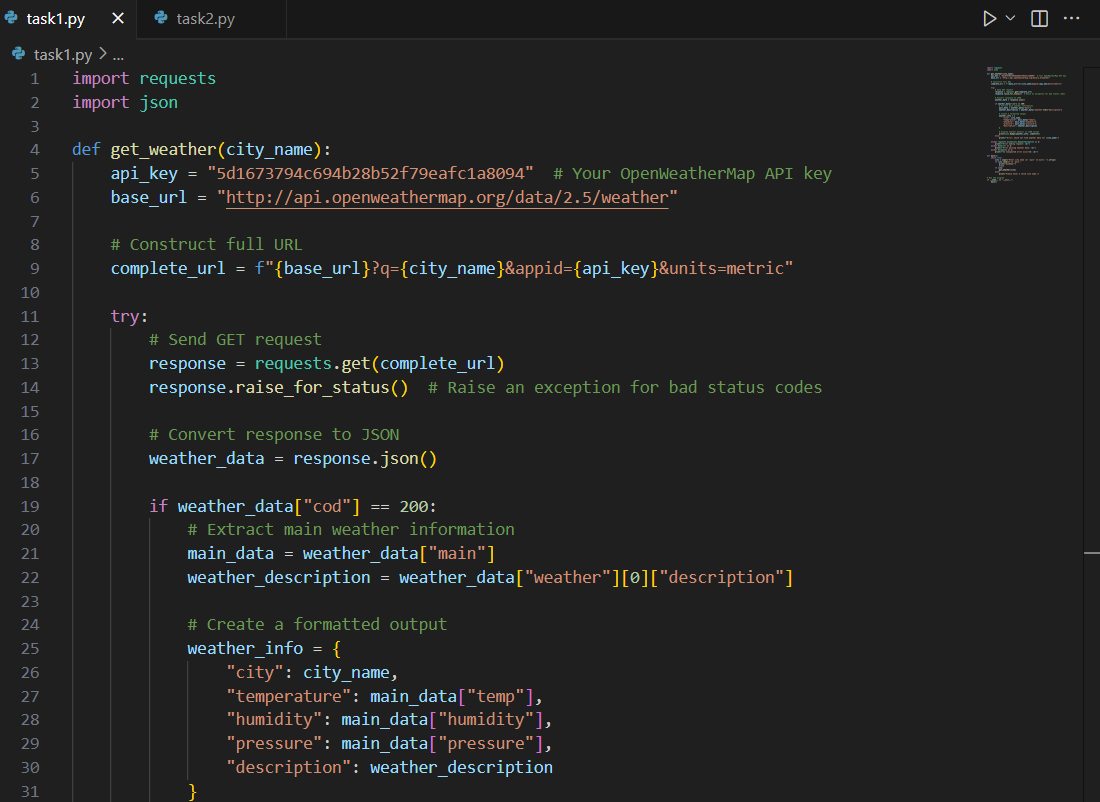 task1.py
task2.py
task1.py > ...
1 import requests
2 import json
3
4 def get_weather(city_name):
5     api_key = "5d1673794c694b28b52f79eafc1a8094"  # Your OpenWeatherMap API key
6     base_url = "http://api.openweathermap.org/data/2.5/weather"
7
8     # Construct full URL
9     complete_url = f"{base_url}?q={city_name}&appid={api_key}&units=metric"
10
11     try:
12         # Send GET request
13         response = requests.get(complete_url)
14         response.raise_for_status()  # Raise an exception for bad status codes
15
16         # Convert response to JSON
17         weather_data = response.json()
18
19         if weather_data["cod"] == 200:
20             # Extract main weather information
21             main_data = weather_data["main"]
22             weather_description = weather_data["weather"][0]["description"]
23
24             # Create a formatted output
25             weather_info = {
26                 "city": city_name,
27                 "temperature": main_data["temp"],
28                 "humidity": main_data["humidity"],
29                 "pressure": main_data["pressure"],
30                 "description": weather_description
31             }